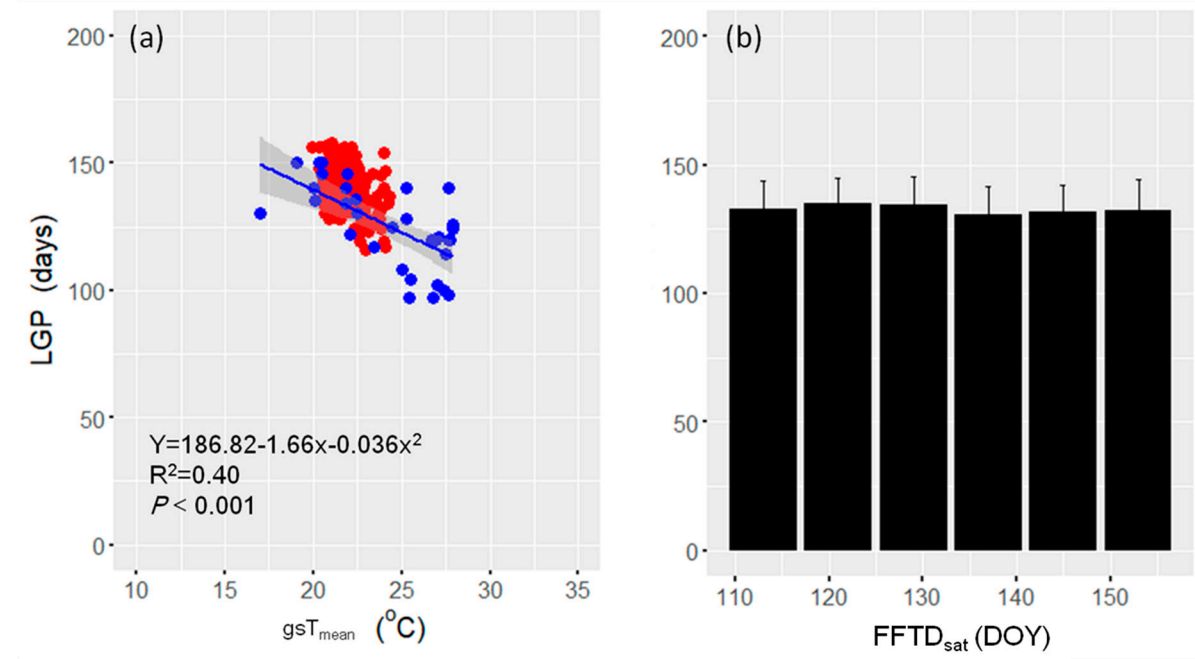 (a)
200
150
100
50
0
LGP (days)
Y=186.82-1.66x-0.036x²
R²=0.40
P < 0.001
10 15 20 25 30 35
gsTmean (°C)
(b)
200
150
100
50
0
110 120 130 140 150
FFTDsat (DOY)